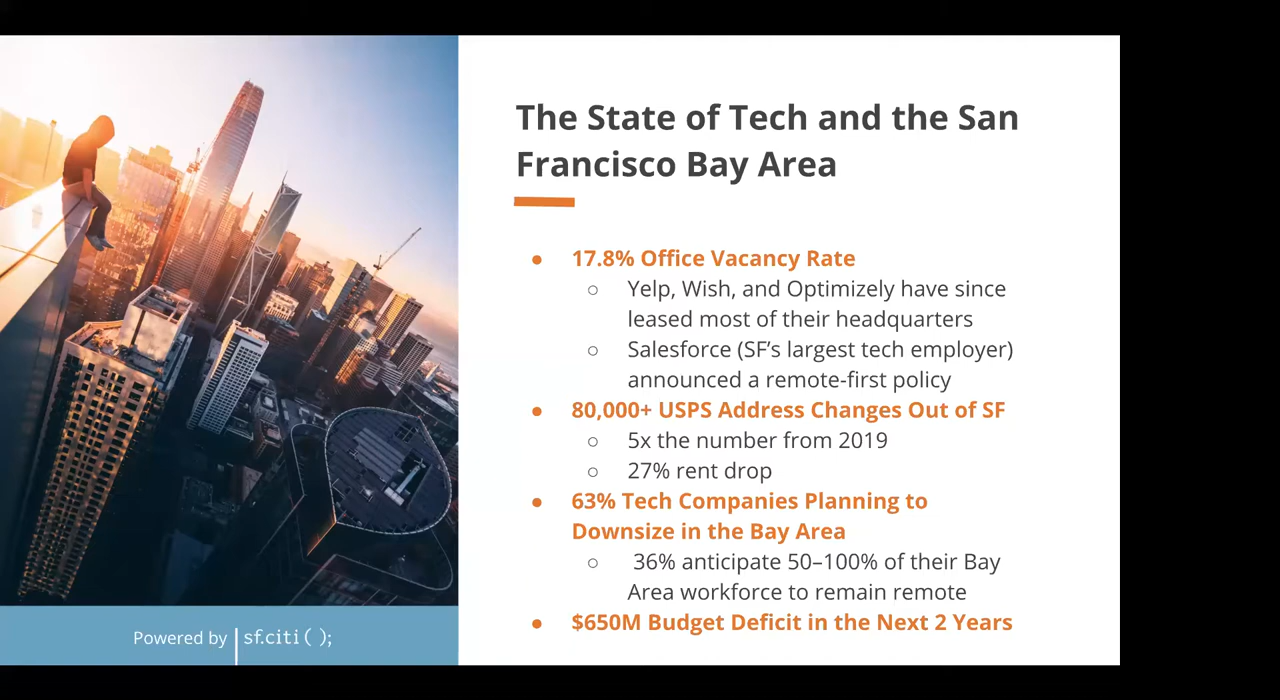 The State of Tech and the San
Francisco Bay Area
● 17.8% Office Vacancy Rate
○ Yelp, Wish, and Optimizely have since
leased most of their headquarters
○ Salesforce (SF's largest tech employer)
announced a remote-first policy
● 80,000+ USPS Address Changes Out of SF
○ 5x the number from 2019
○ 27% rent drop
● 63% Tech Companies Planning to
Downsize in the Bay Area
○ 36% anticipate 50–100% of their Bay
Area workforce to remain remote
● $650M Budget Deficit in the Next 2 Years
Powered by | sf.citi ( );